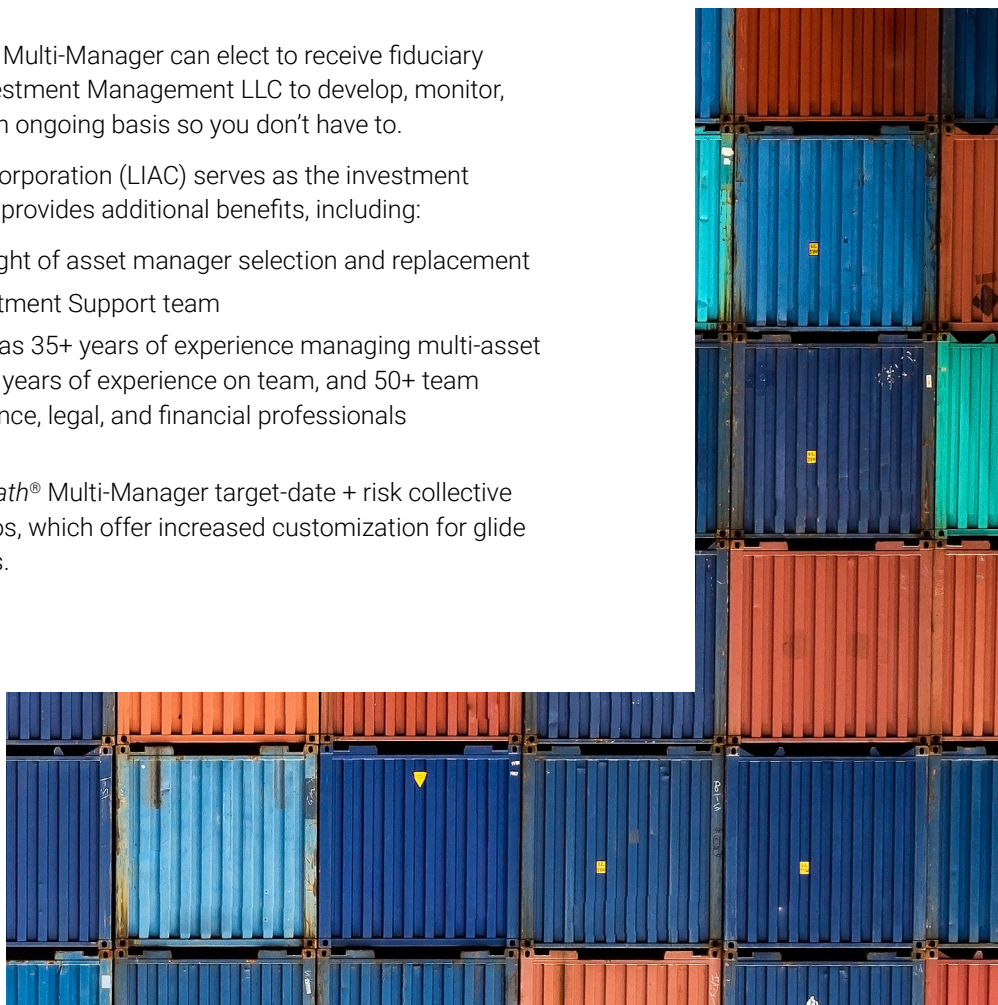 Multi-Manager can elect to receive fiduciary
estment Management LLC to develop, monitor,
n ongoing basis so you don’t have to.
orporation (LIAC) serves as the investment
provides additional benefits, including:
ght of asset manager selection and replacement
tment Support team
as 35+ years of experience managing multi-asset
years of experience on team, and 50+ team
nce, legal, and financial professionals
ath® Multi-Manager target-date + risk collective
os, which offer increased customization for glide
s.